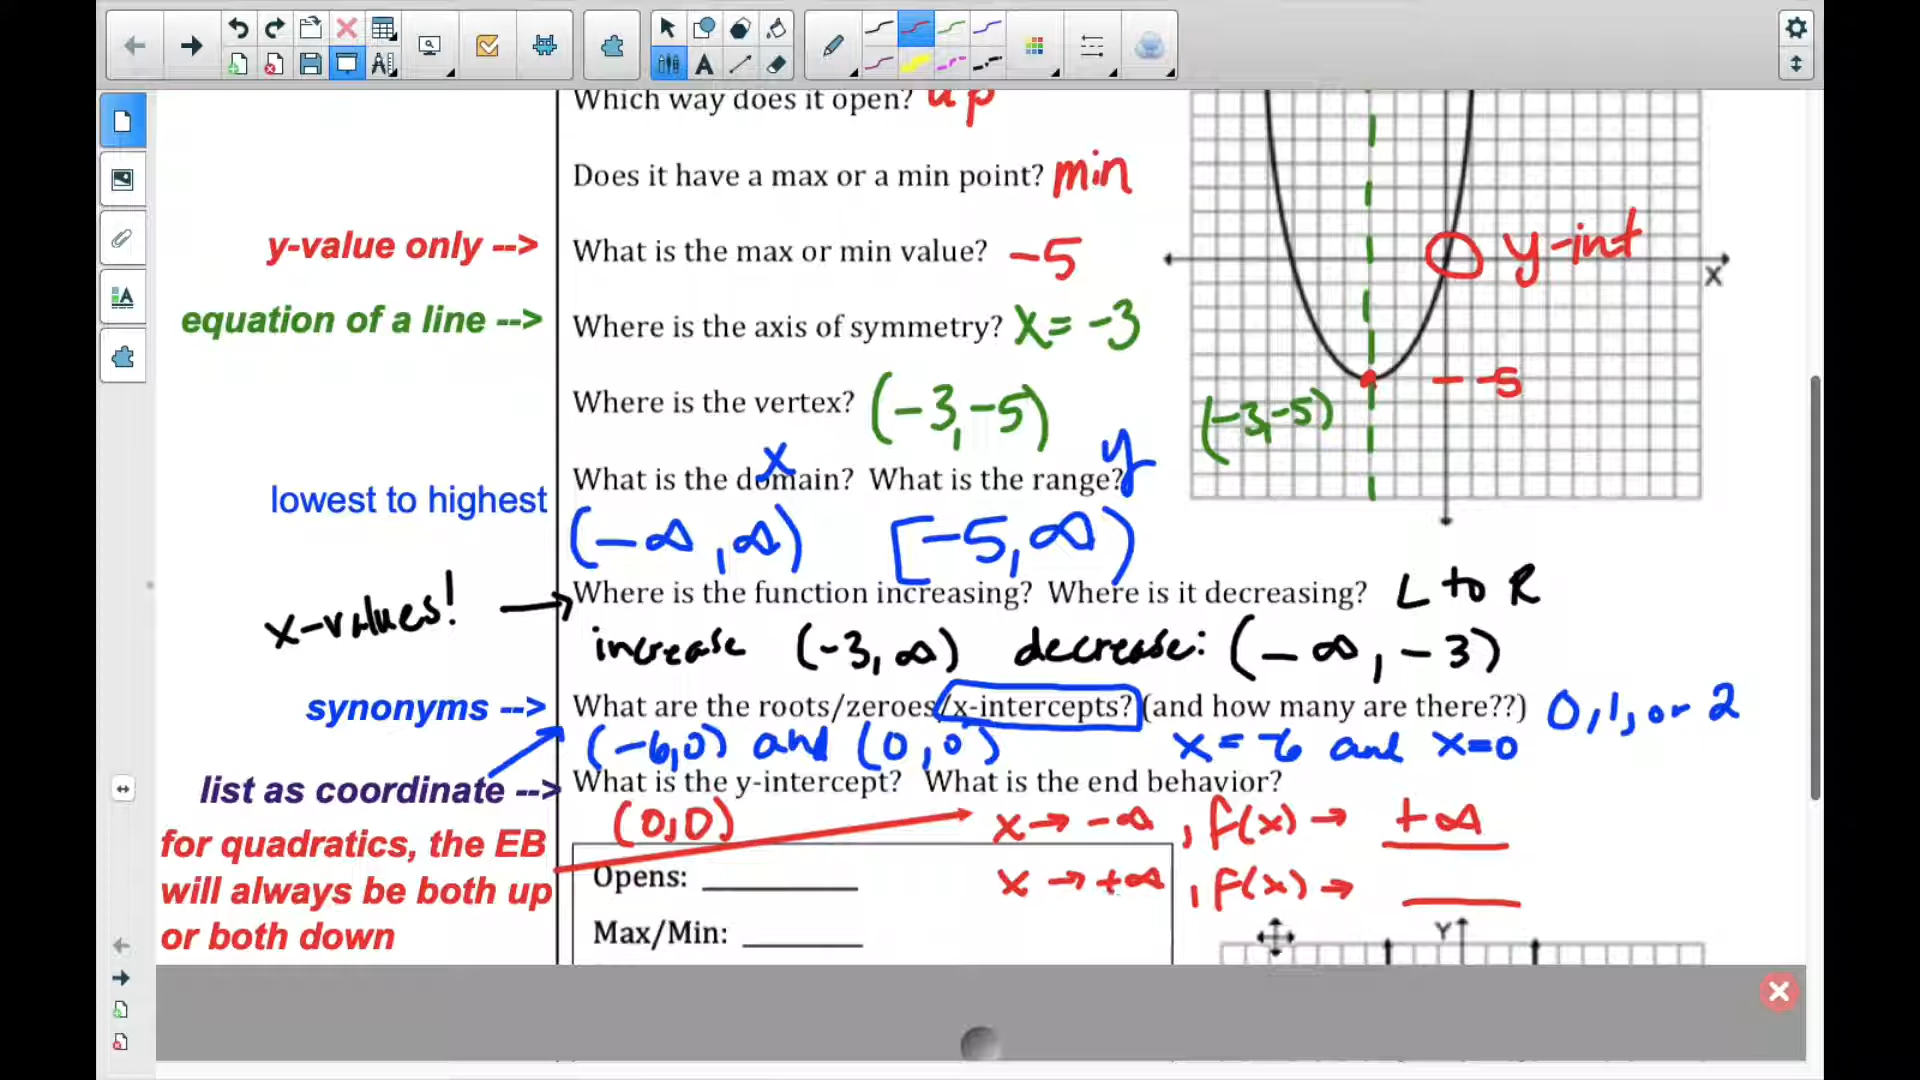 Which way does it open? up
Does it have a max or a min point? min
y-value only --> What is the max or min value? -5
y-int
X
equation of a line --> Where is the axis of symmetry? x = -3
-5
Where is the vertex? (-3,-5)
(-3,-5)
x y
What is the domain? What is the range?
lowest to highest
(-∞,∞) [-5,∞)
x-values! → Where is the function increasing? Where is it decreasing? L to R
increase (-3,∞) decrease: (-∞,-3)
synonyms --> What are the roots/zeroes/x-intercepts? (and how many are there??) 0,1, or 2
(-6,0) and (0,0) x = -6 and x=0
list as coordinate --> What is the y-intercept? What is the end behavior?
(0,0) x → -∞, f(x) → +∞
for quadratics, the EB
will always be both up
or both down
Opens: ________ x → +∞, f(x) → ____
Max/Min: ________
Y